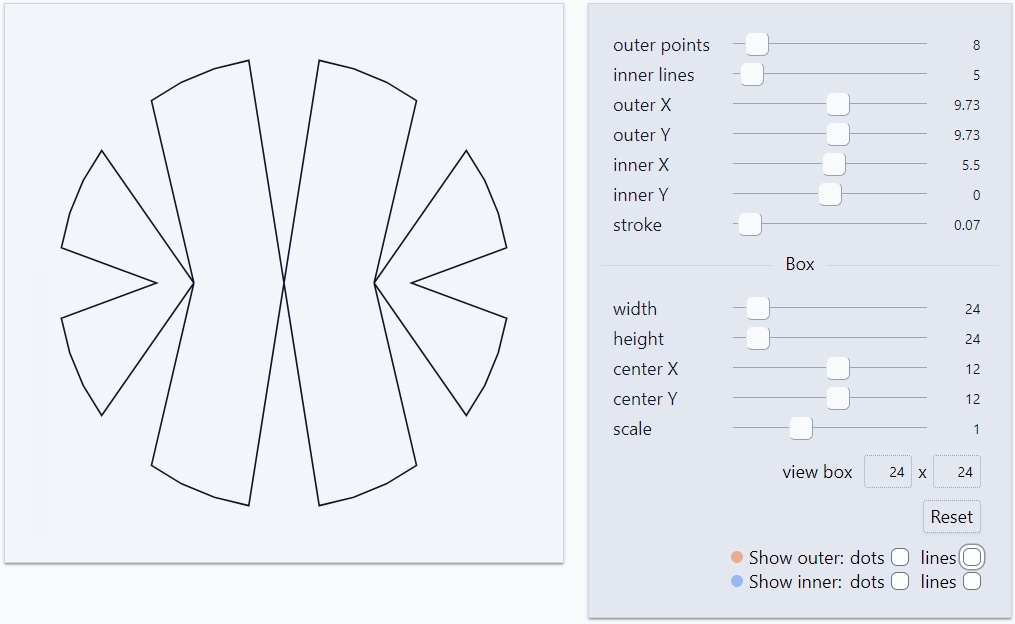 outer points 8
inner lines 5
outer X 9.73
outer Y 9.73
inner X 5.5
inner Y 0
stroke 0.07
Box
width 24
height 24
center X 12
center Y 12
scale 1
view box 24 x 24
Reset
Show outer: dots lines
Show inner: dots lines